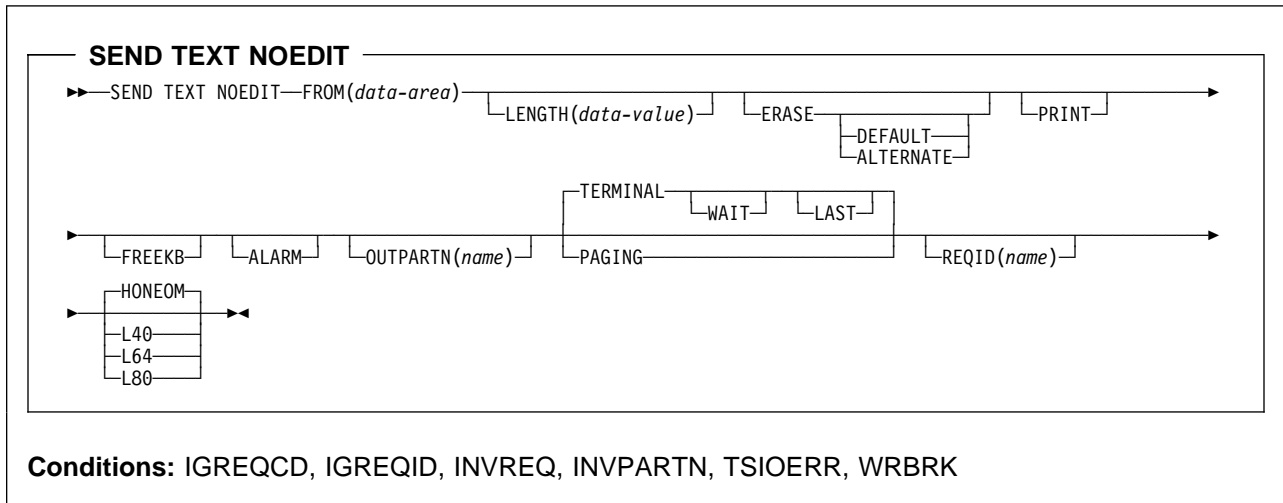 SEND TEXT NOEDIT
SEND TEXT NOEDIT FROM(data-area)
LENGTH(data-value) ERASE PRINT
DEFAULT
ALTERNATE
TERMINAL
WAIT LAST
FREEKB ALARM OUTPARTN(name) PAGING REQID(name)
HONEOM
L40
L64
L80
Conditions: IGREQCD, IGREQID, INVREQ, INVPARTN, TSIOERR, WRBRK